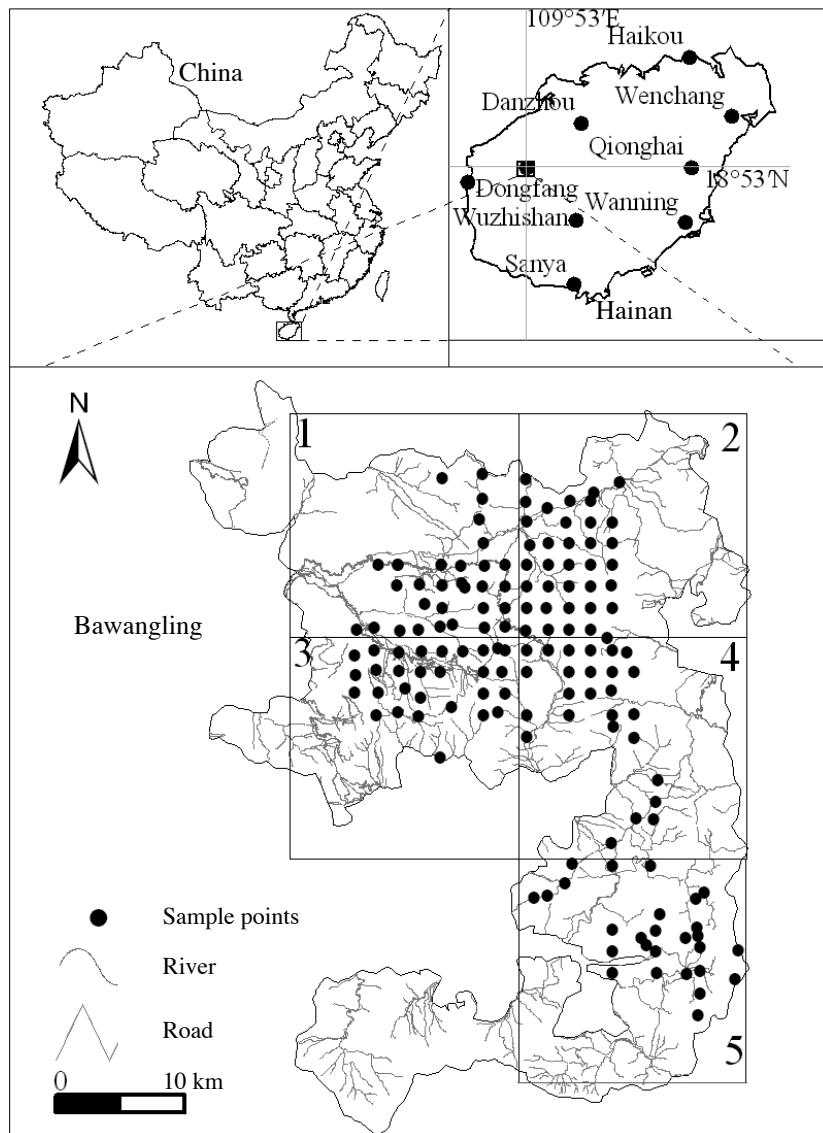 109°53′E
Haikou
China
Wenchang
Danzhou
Qionghai
18°53′N
Dongfang
Wanning
Wuzhishan
Sanya
Hainan
N
1
2
Bawangling
3
4
Sample points
River
Road
5
0
10 km